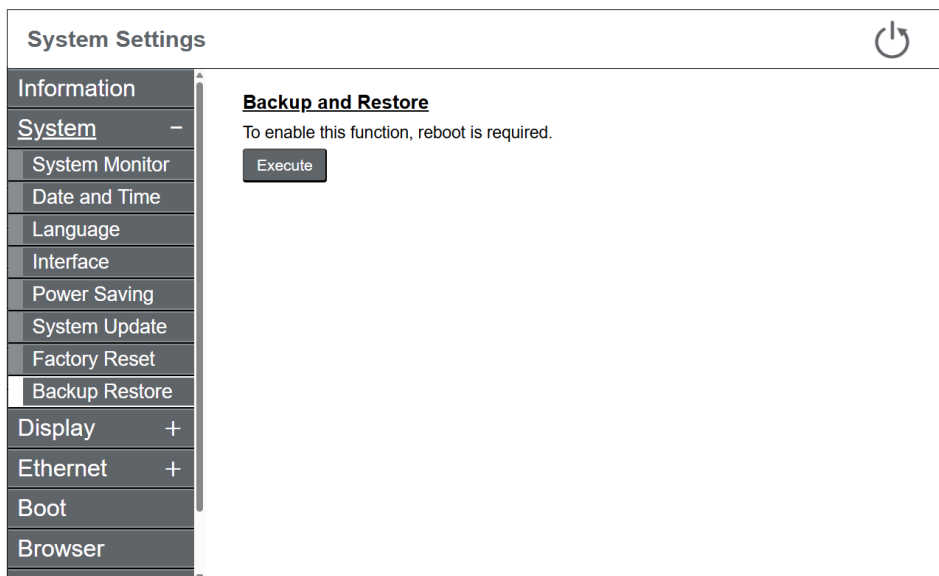 System Settings
Information
System −
System Monitor
Date and Time
Language
Interface
Power Saving
System Update
Factory Reset
Backup Restore
Display +
Ethernet +
Boot
Browser
Backup and Restore
To enable this function, reboot is required.
Execute